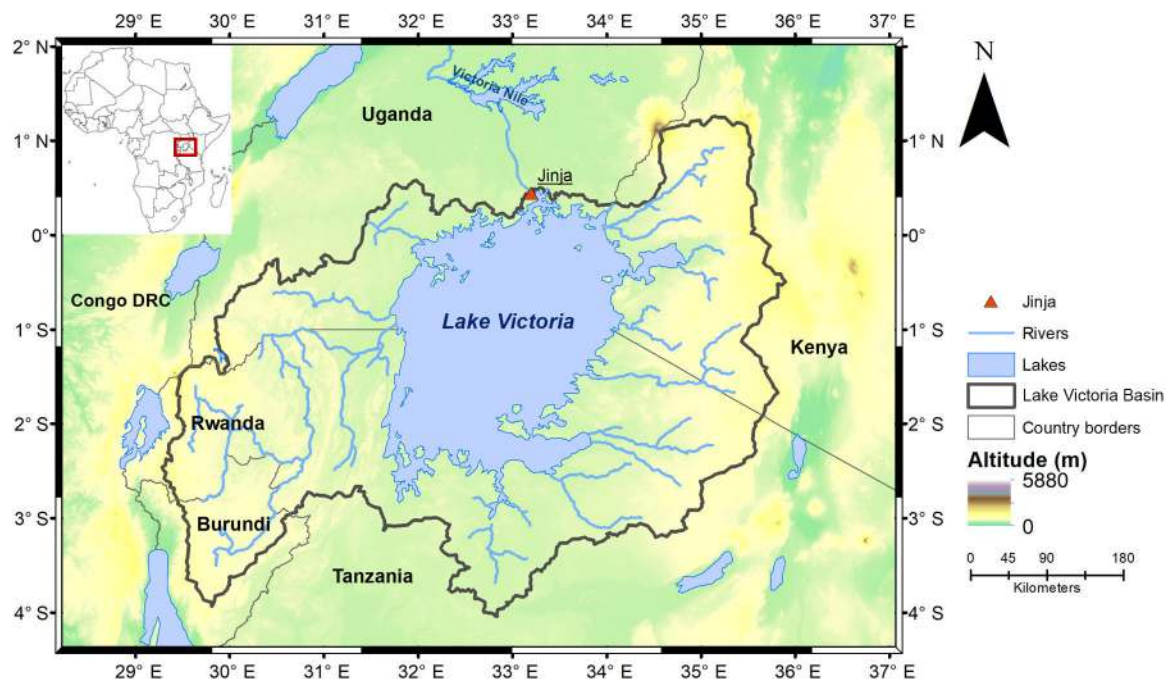 29° E 30° E 31° E 32° E 33° E 34° E 35° E 36° E 37° E
2° N
1° N
0°
1° S
2° S
3° S
4° S
Victoria Nile
Uganda
Jinja
Congo DRC
Lake Victoria
Kenya
Rwanda
Burundi
Tanzania
2° N
1° N
0°
1° S
2° S
3° S
4° S
29° E 30° E 31° E 32° E 33° E 34° E 35° E 36° E 37° E
N
Jinja
Rivers
Lakes
Lake Victoria Basin
Country borders
Altitude (m)
5880
0
0 45 90 180
Kilometers